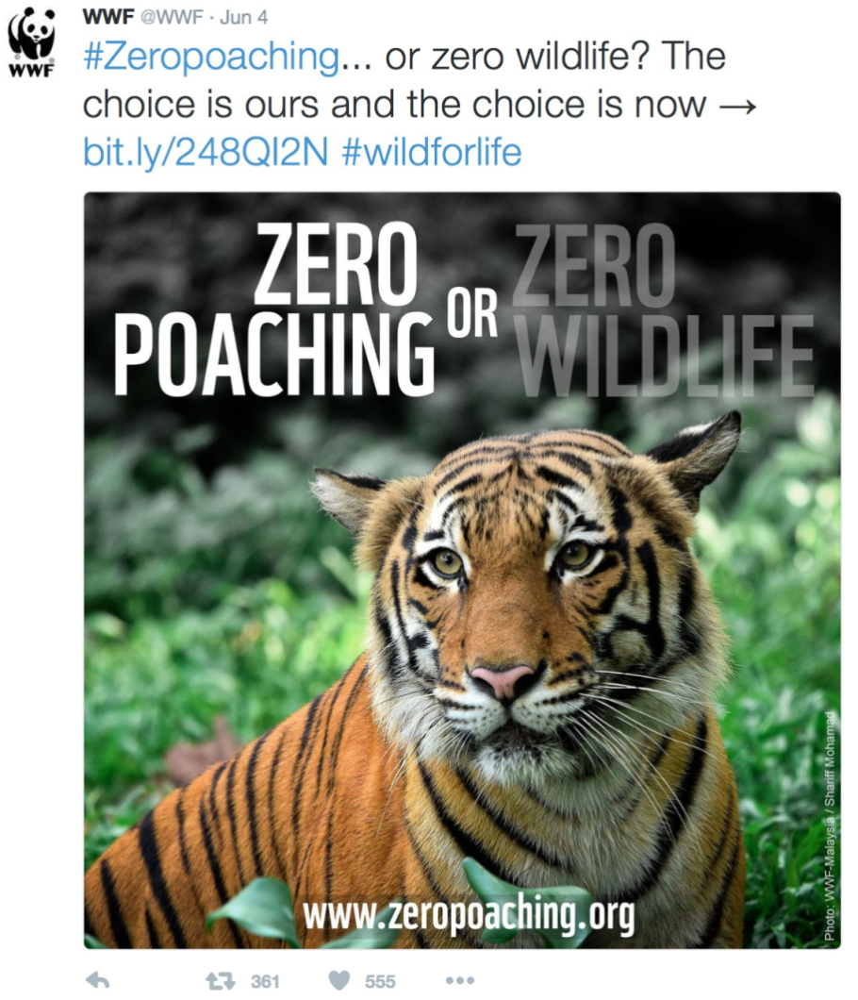 WWF @WWF · Jun 4
#Zeropoaching... or zero wildlife? The
choice is ours and the choice is now →
bit.ly/248QI2N #wildforlife
WWF
ZERO
POACHING
OR
ZERO
WILDLIFE
www.zeropoaching.org
Photo: WWF-Malaysia / Shariff Mohamad
361
555